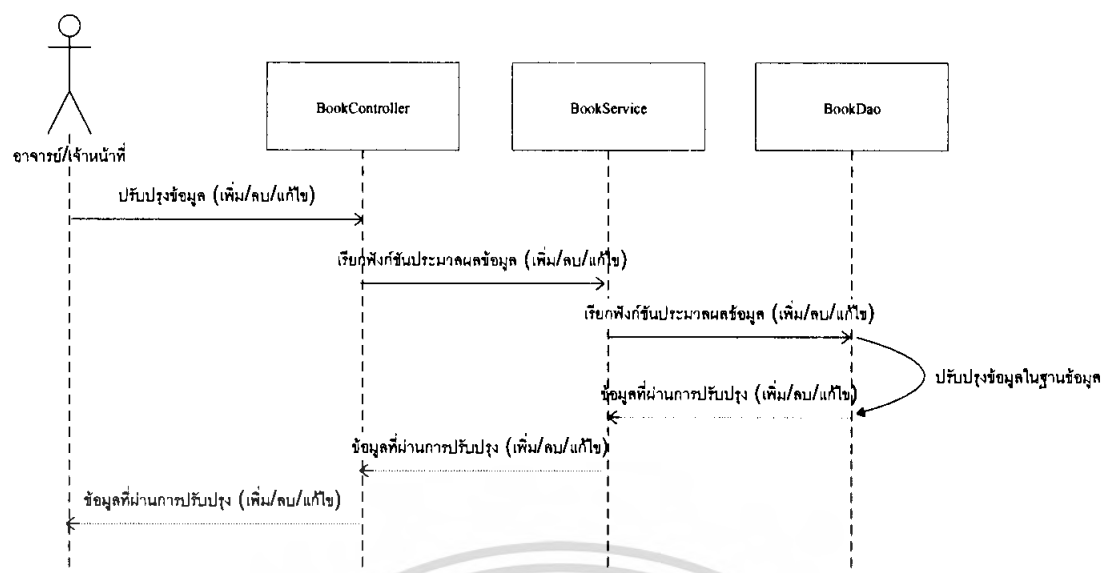 BookController
BookService
BookDao
อาจารย์/เจ้าหน้าที่
ปรับปรุงข้อมูล (เพิ่ม/ลบ/แก้ไข)
เรียกฟังก์ชันประมวลผลข้อมูล (เพิ่ม/ลบ/แก้ไข)
เรียกฟังก์ชันประมวลผลข้อมูล (เพิ่ม/ลบ/แก้ไข)
ปรับปรุงข้อมูลในฐานข้อมูล
ข้อมูลที่ผ่านการปรับปรุง (เพิ่ม/ลบ/แก้ไข)
ข้อมูลที่ผ่านการปรับปรุง (เพิ่ม/ลบ/แก้ไข)
ข้อมูลที่ผ่านการปรับปรุง (เพิ่ม/ลบ/แก้ไข)